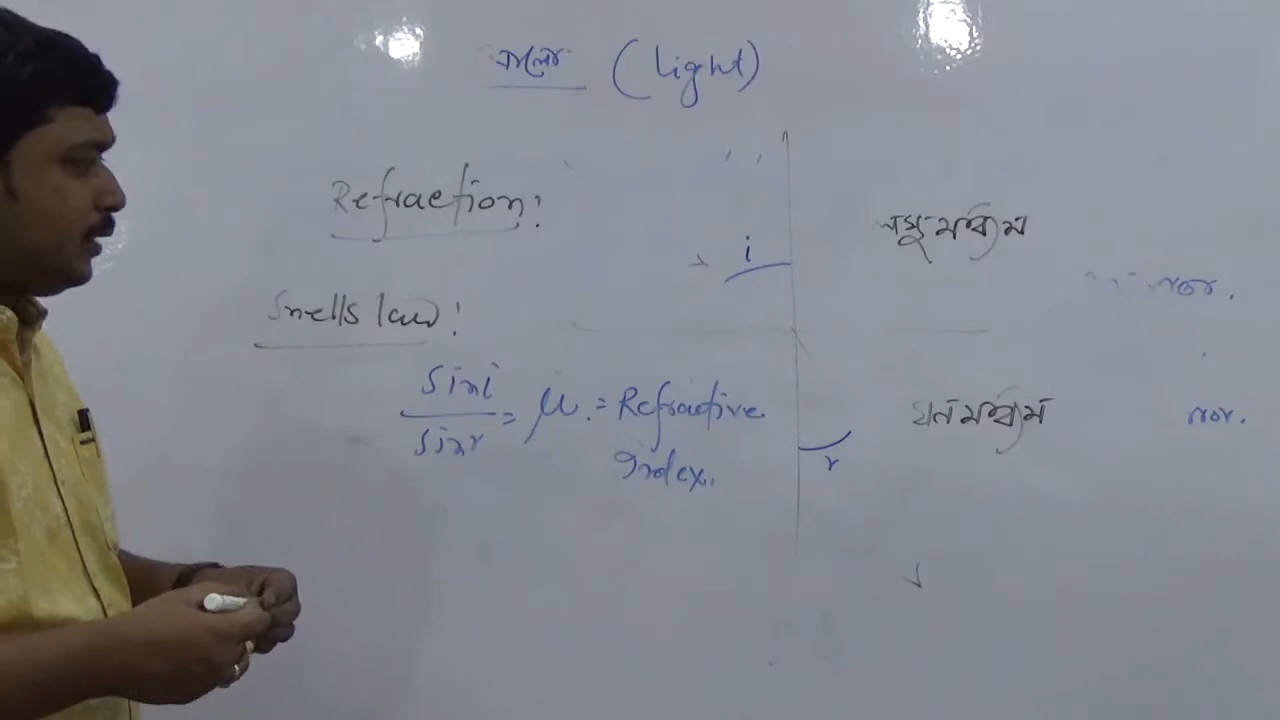 আলো (Light)
Refraction:
i
লঘু মাধ্যম
Snells law:
sin i / sin r = μ. = Refractive
Index.
ঘন মাধ্যম
r